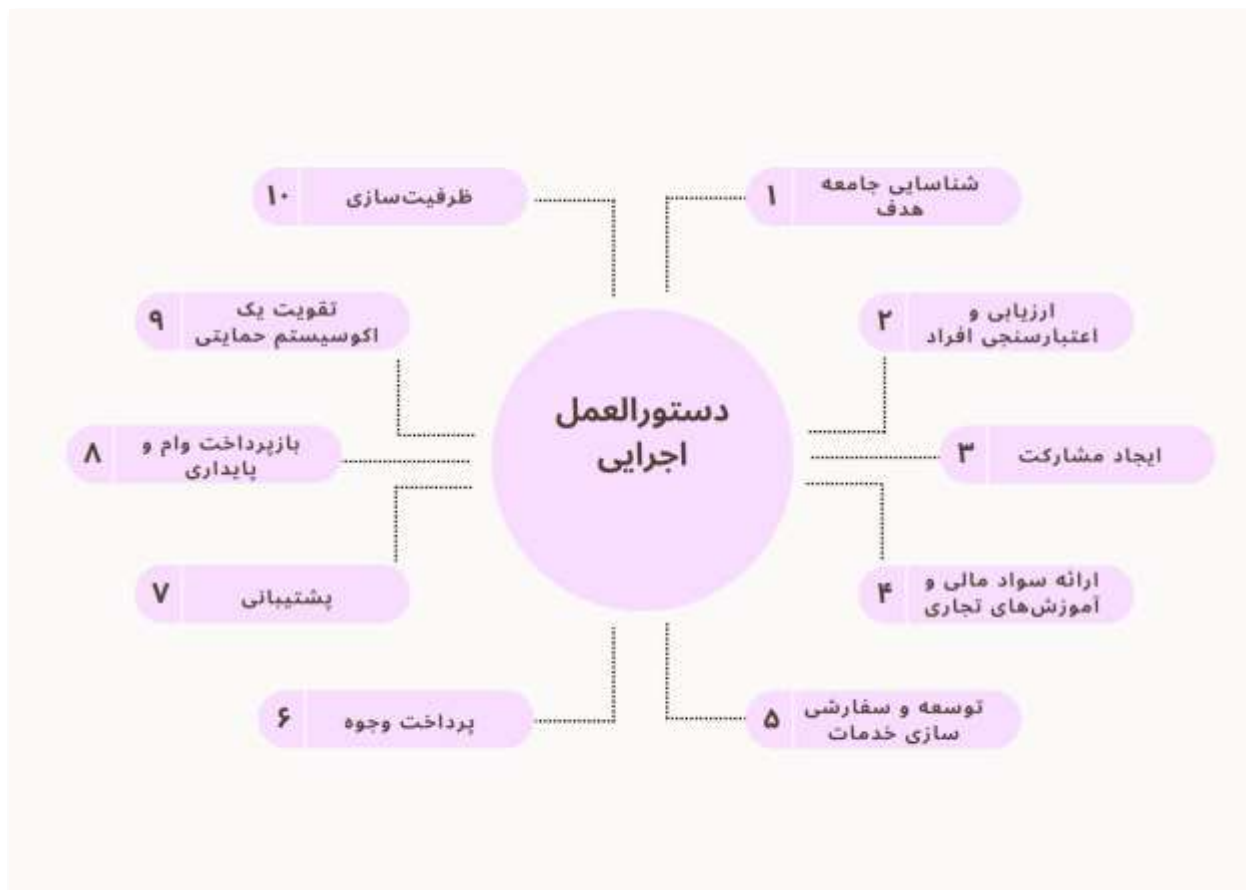 دستورالعمل
اجرایی
۱
شناسایی جامعه
هدف
۲
ارزیابی و
اعتبارسنجی افراد
۳
ایجاد مشارکت
۴
ارائه سواد مالی و
آموزش‌های تجاری
۵
توسعه و سفارشی
سازی خدمات
۶
پرداخت وجوه
۷
پشتیبانی
۸
بازپرداخت وام و
پایداری
۹
تقویت یک
اکوسیستم حمایتی
۱۰
ظرفیت‌سازی